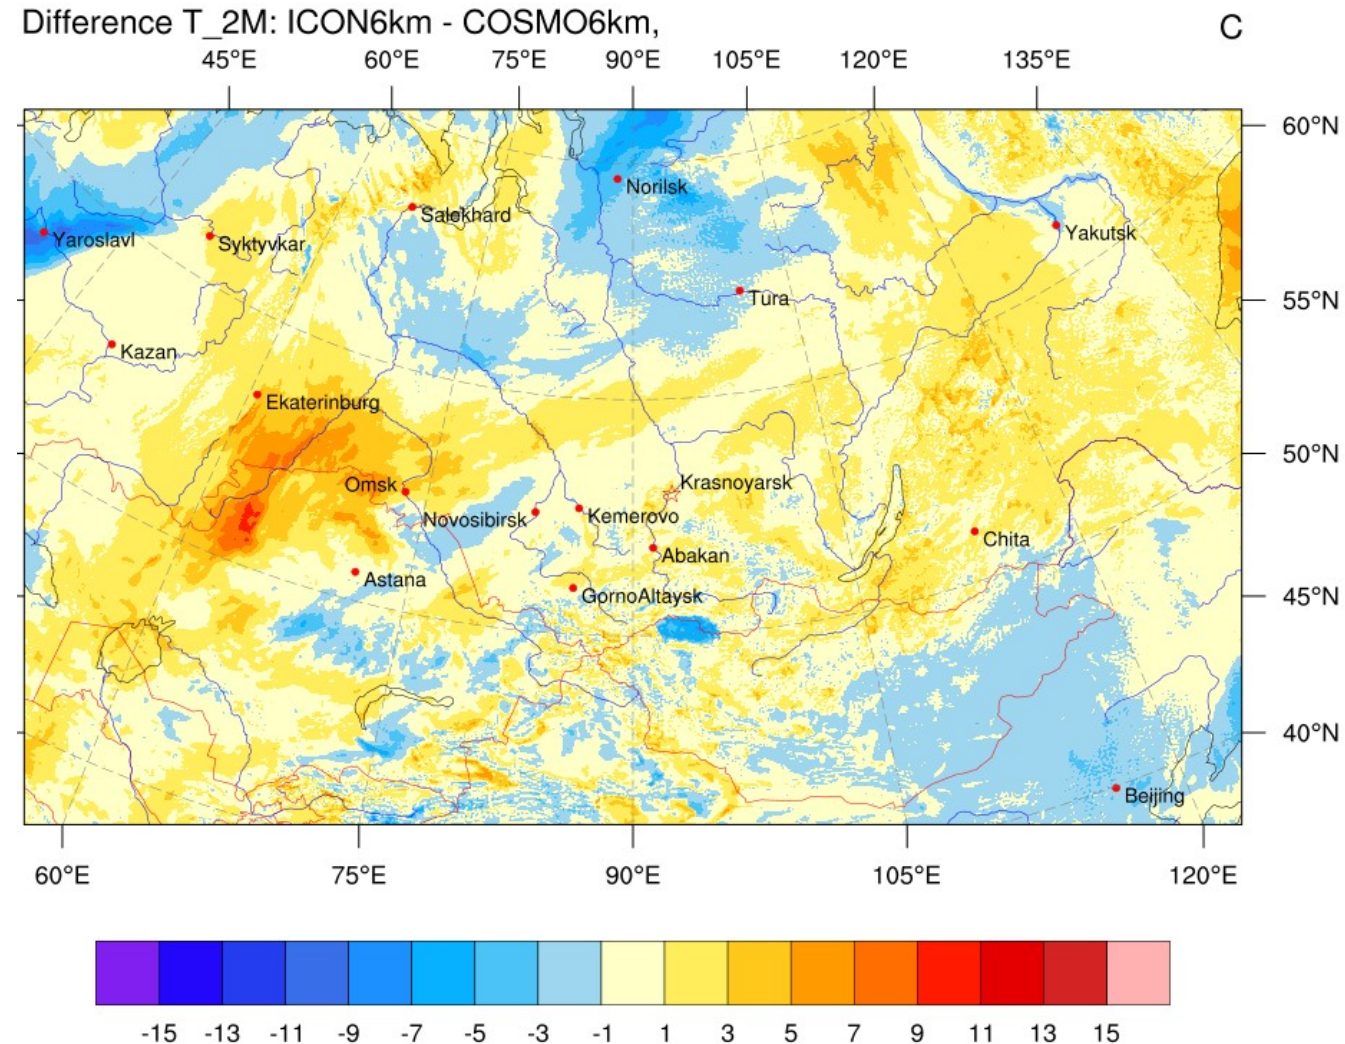 Difference T_2M: ICON6km - COSMO6km, C
45°E 60°E 75°E 90°E 105°E 120°E 135°E
60°N
Norilsk
Salekhard
Yakutsk
Yaroslavl
Syktyvkar
Tura
55°N
Kazan
Ekaterinburg
50°N
Omsk
Krasnoyarsk
Novosibirsk
Kemerovo
Chita
Abakan
Astana
GornoAltaysk
45°N
40°N
Beijing
60°E 75°E 90°E 105°E 120°E
-15 -13 -11 -9 -7 -5 -3 -1 1 3 5 7 9 11 13 15